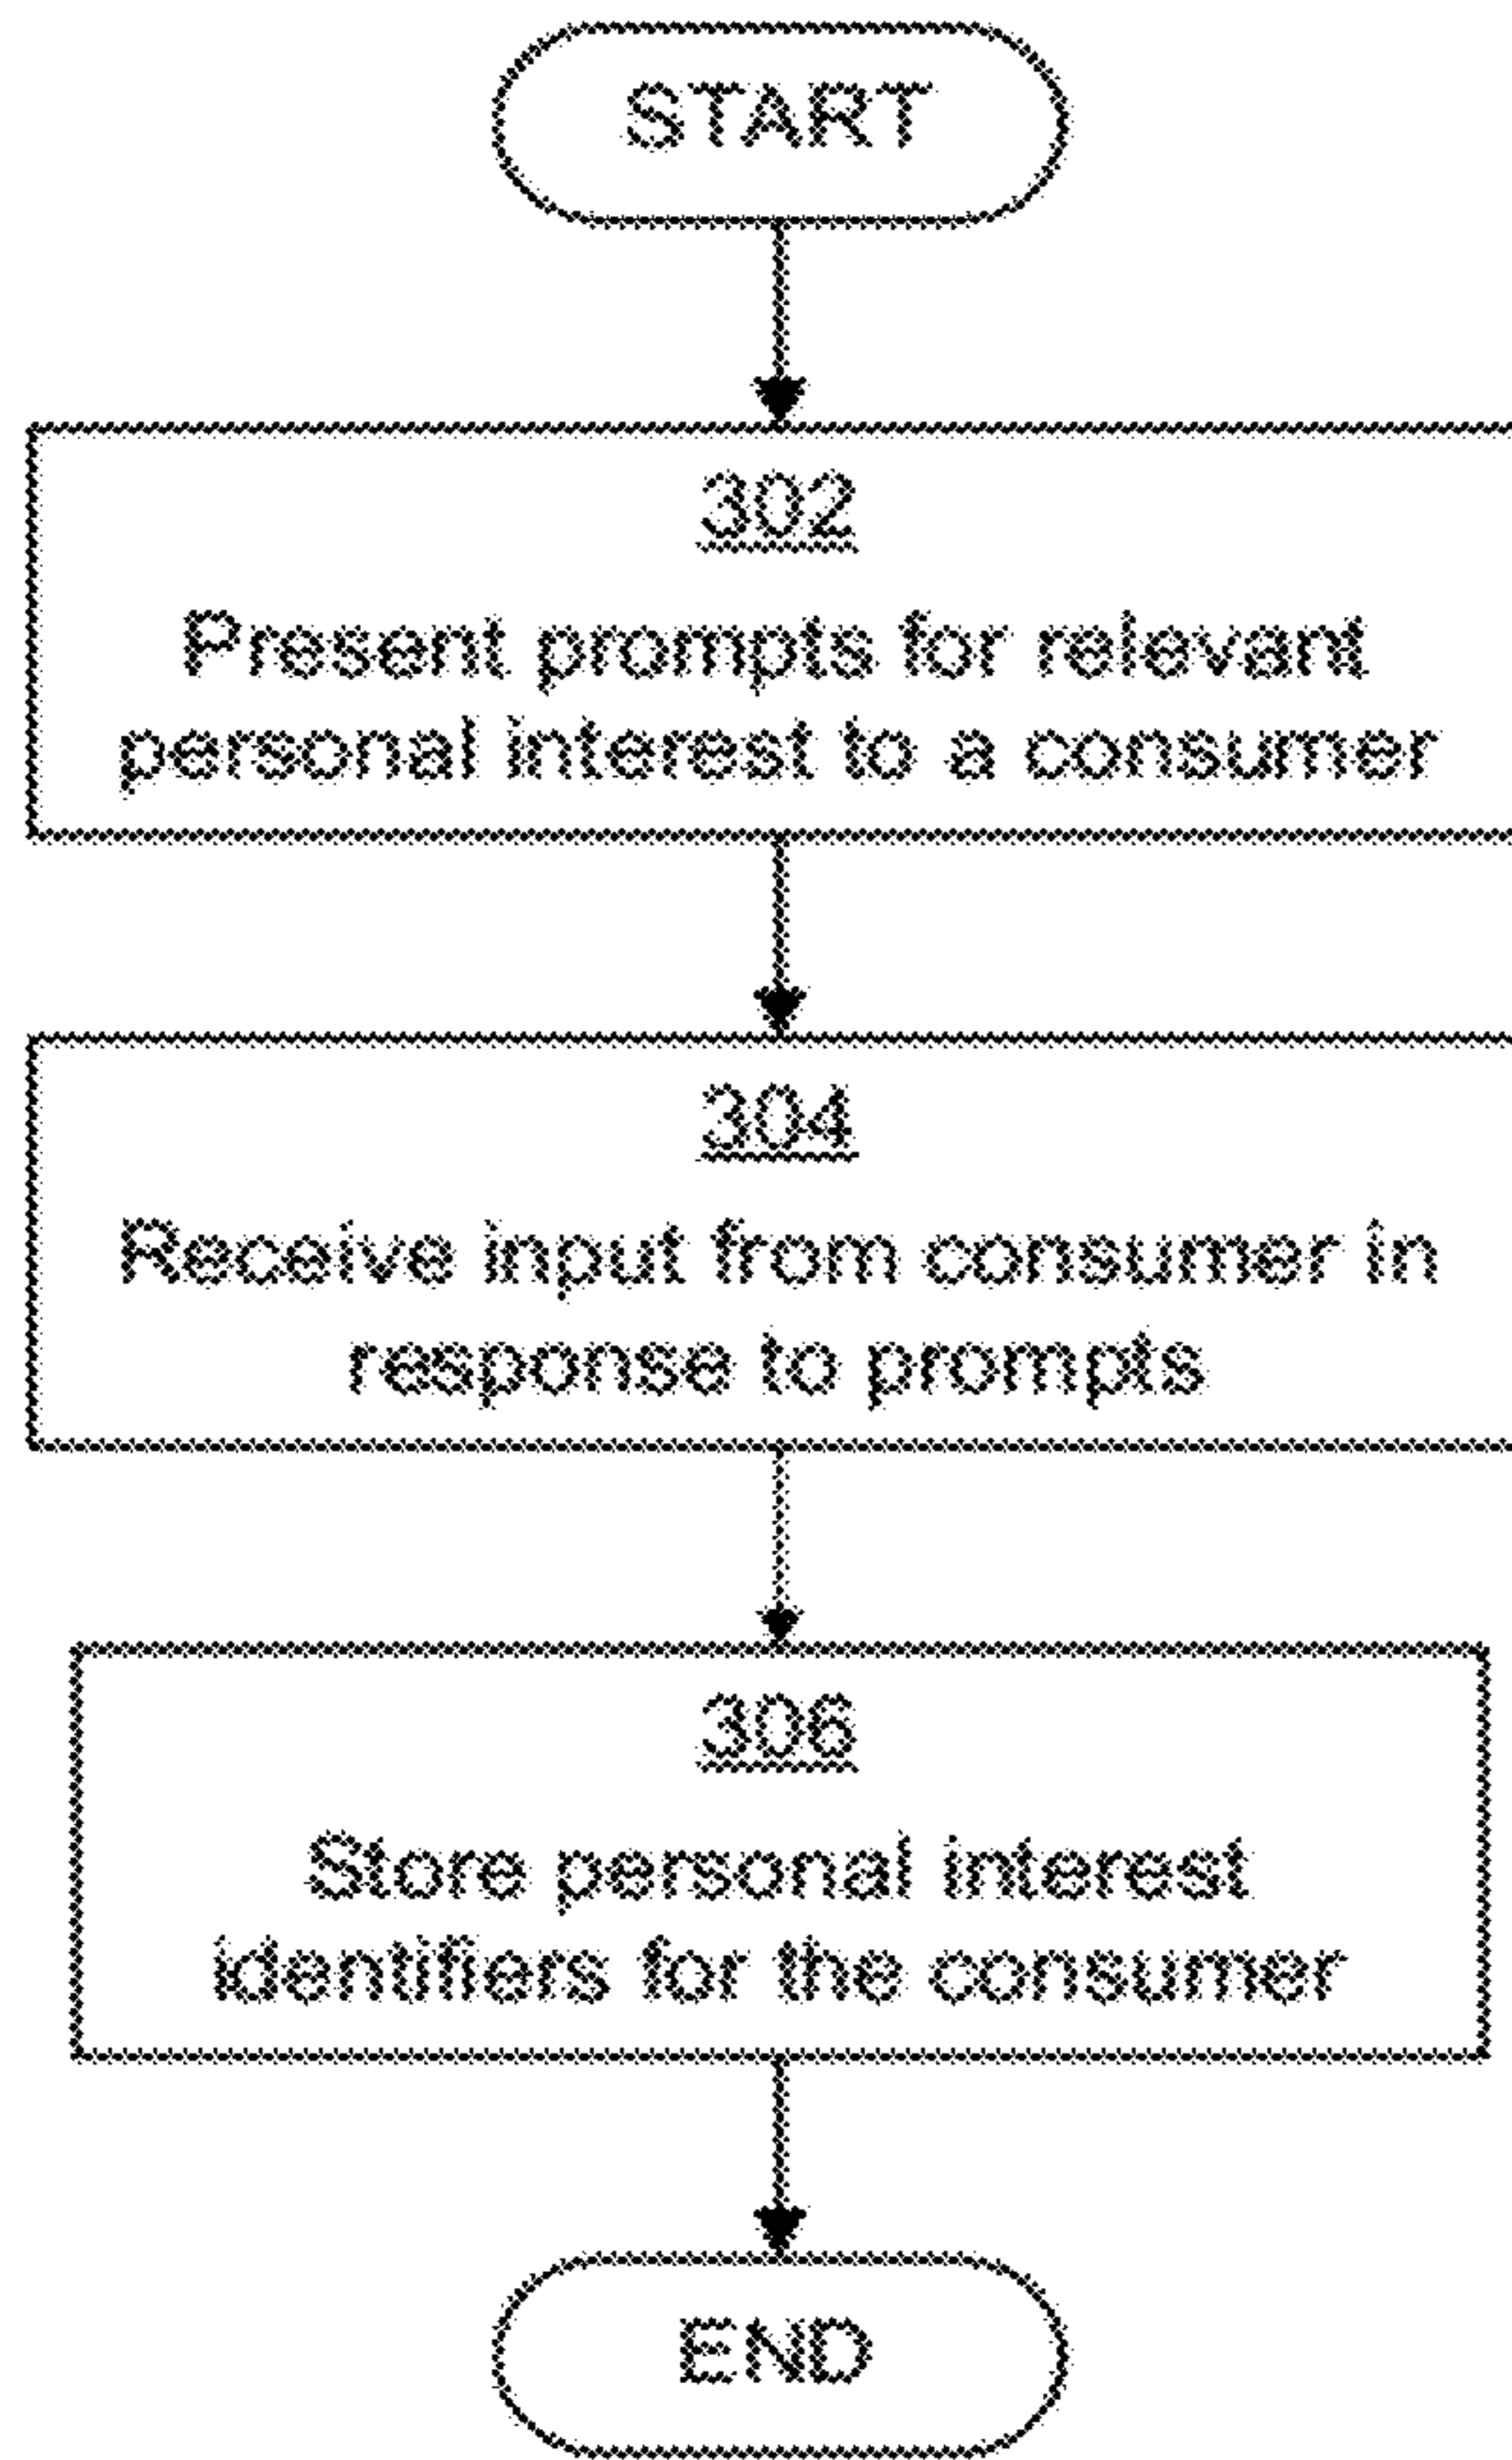 START
302
Present prompts for relevant
personal interest to a consumer
304
Receive input from consumer in
response to prompts
306
Store personal interest
identifiers for the consumer
END